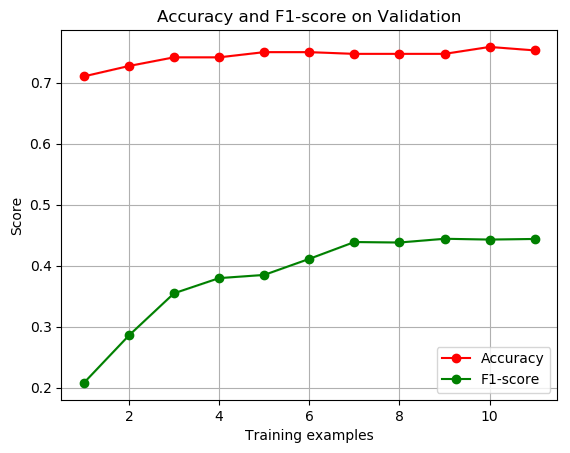 Accuracy and F1-score on Validation
0.7
0.6
0.5
0.4
0.3
0.2
Score
2 4 6 8 10
Training examples
Accuracy
F1-score